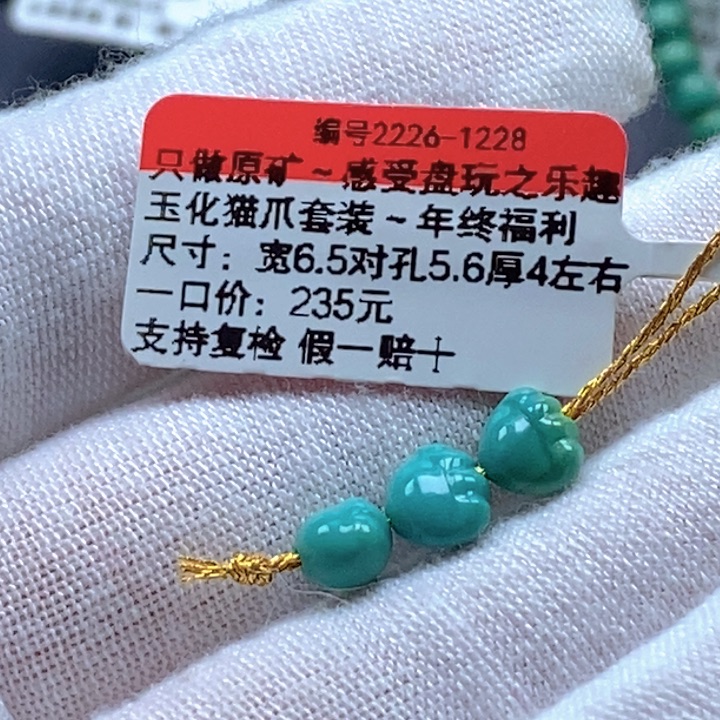 编号2226-1228
只做原矿~感受盘玩之乐趣
玉化猫爪套装~年终福利
尺寸：宽6.5对孔5.6厚4左右
一口价：235元
支持复检 假一赔十